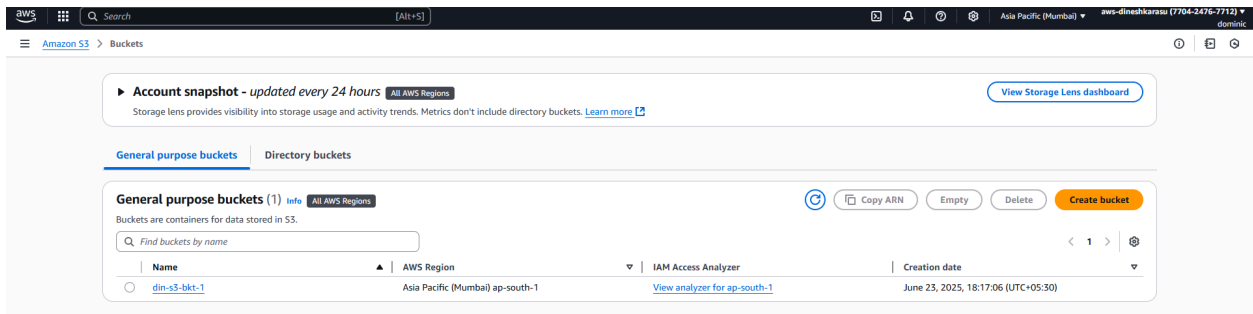 aws
Search [Alt+S] Asia Pacific (Mumbai) ▼ aws-dineshkarasu (7704-2476-7712) ▼
dominic
Amazon S3 > Buckets
Account snapshot - updated every 24 hours All AWS Regions
View Storage Lens dashboard
Storage lens provides visibility into storage usage and activity trends. Metrics don't include directory buckets. Learn more
General purpose buckets Directory buckets
General purpose buckets (1) Info All AWS Regions
Copy ARN Empty Delete Create bucket
Buckets are containers for data stored in S3.
Find buckets by name
< 1 >
Name ▲ AWS Region ▽ IAM Access Analyzer Creation date ▽
din-s3-bkt-1 Asia Pacific (Mumbai) ap-south-1 View analyzer for ap-south-1 June 23, 2025, 18:17:06 (UTC+05:30)